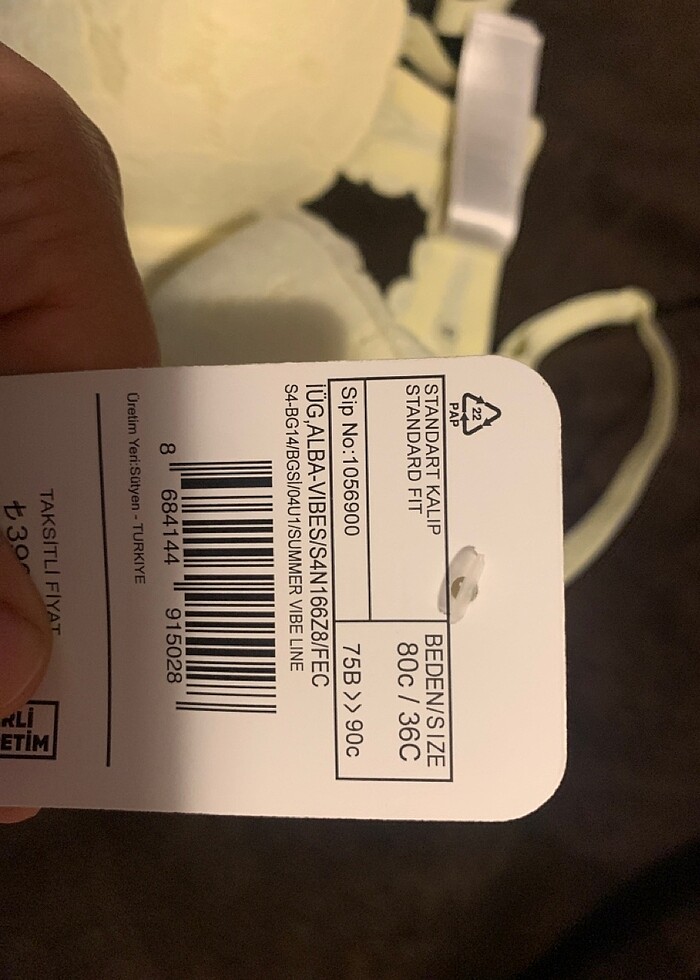 22
PAP
STANDART KALIP
STANDARD FIT
BEDEN/SIZE
80c / 36C
Sip No:1056900
75B >> 90c
İÜG,ALBA-VIBES/S4N166Z8/FEC
S4-BG14/BGSİ/04U1/SUMMER VIBE LINE
8 684144 915028
Üretim Yeri:Sütyen - TURKIYE
TAKSİTLİ FİYAT